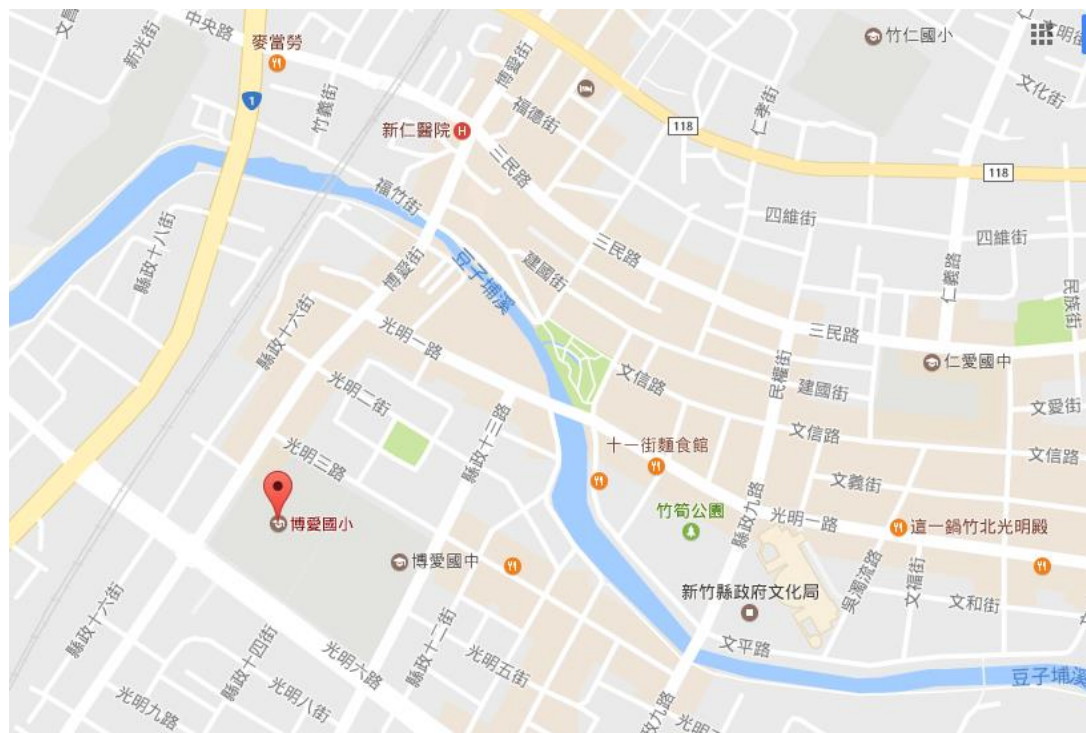 文昌
新光街
中央路
麥當勞
1
竹義街
博愛街
福德街
竹仁國小
文化街
118
仁孝街
118
新仁醫院
H
三民路
福竹街
縣政十八街
四維街
四維街
三民路
仁義路
民族街
建國街
豆子埔溪
博愛街
縣政十六街
光明一路
三民路
仁愛國中
文信路
民權街
建國街
光明二街
文愛街
縣政十三路
文信路
文信路
光明三路
十一街麵食館
文義街
博愛國小
竹筍公園
縣政九路
光明一路
這一鍋竹北光明殿
博愛國中
新竹縣政府文化局
吳濁流路
文福街
文和街
縣政十六街
縣政十四街
光明六路
縣政十二街
光明五街
文平路
豆子埔溪
光明九路
光明八街
政九路